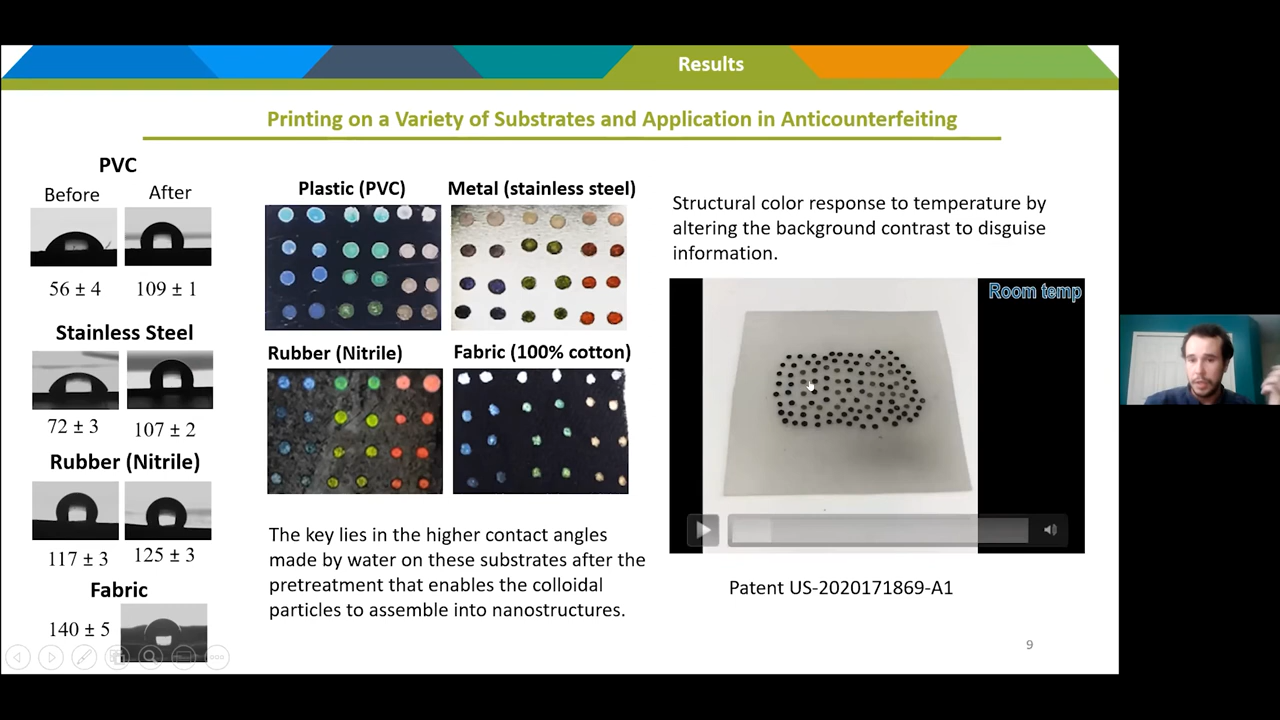 Results
Printing on a Variety of Substrates and Application in Anticounterfeiting
PVC
Before
After
56 ± 4
109 ± 1
Stainless Steel
72 ± 3
107 ± 2
Rubber (Nitrile)
117 ± 3
125 ± 3
Fabric
140 ± 5
Plastic (PVC)
Metal (stainless steel)
Rubber (Nitrile)
Fabric (100% cotton)
The key lies in the higher contact angles
made by water on these substrates after the
pretreatment that enables the colloidal
particles to assemble into nanostructures.
Structural color response to temperature by
altering the background contrast to disguise
information.
Room temp
Patent US-2020171869-A1
9